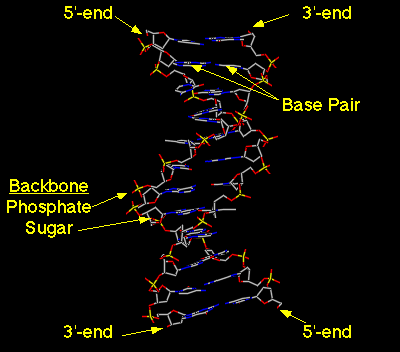 5'-end
3'-end
Base Pair
Backbone
Phosphate
Sugar
3'-end
5'-end